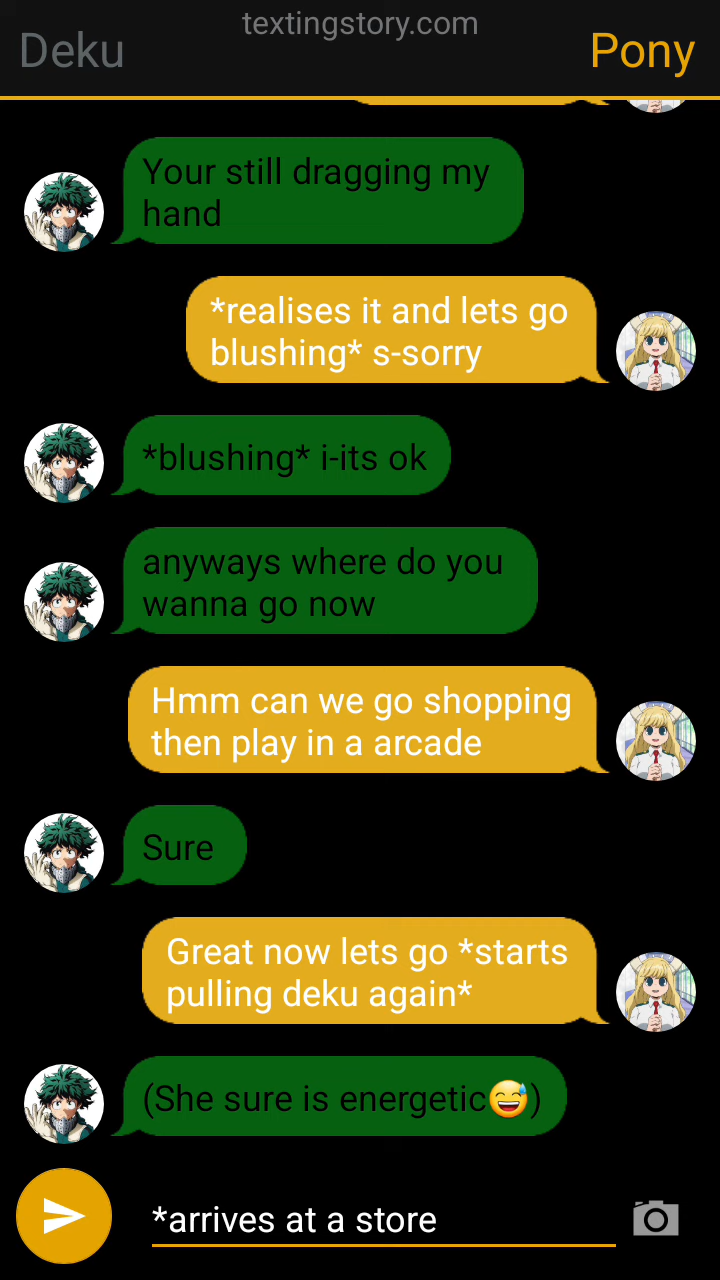 textingstory.com
Deku
Pony
Your still dragging my
hand
*realises it and lets go
blushing* s-sorry
*blushing* i-its ok
anyways where do you
wanna go now
Hmm can we go shopping
then play in a arcade
Sure
Great now lets go *starts
pulling deku again*
(She sure is energetic😅)
*arrives at a store